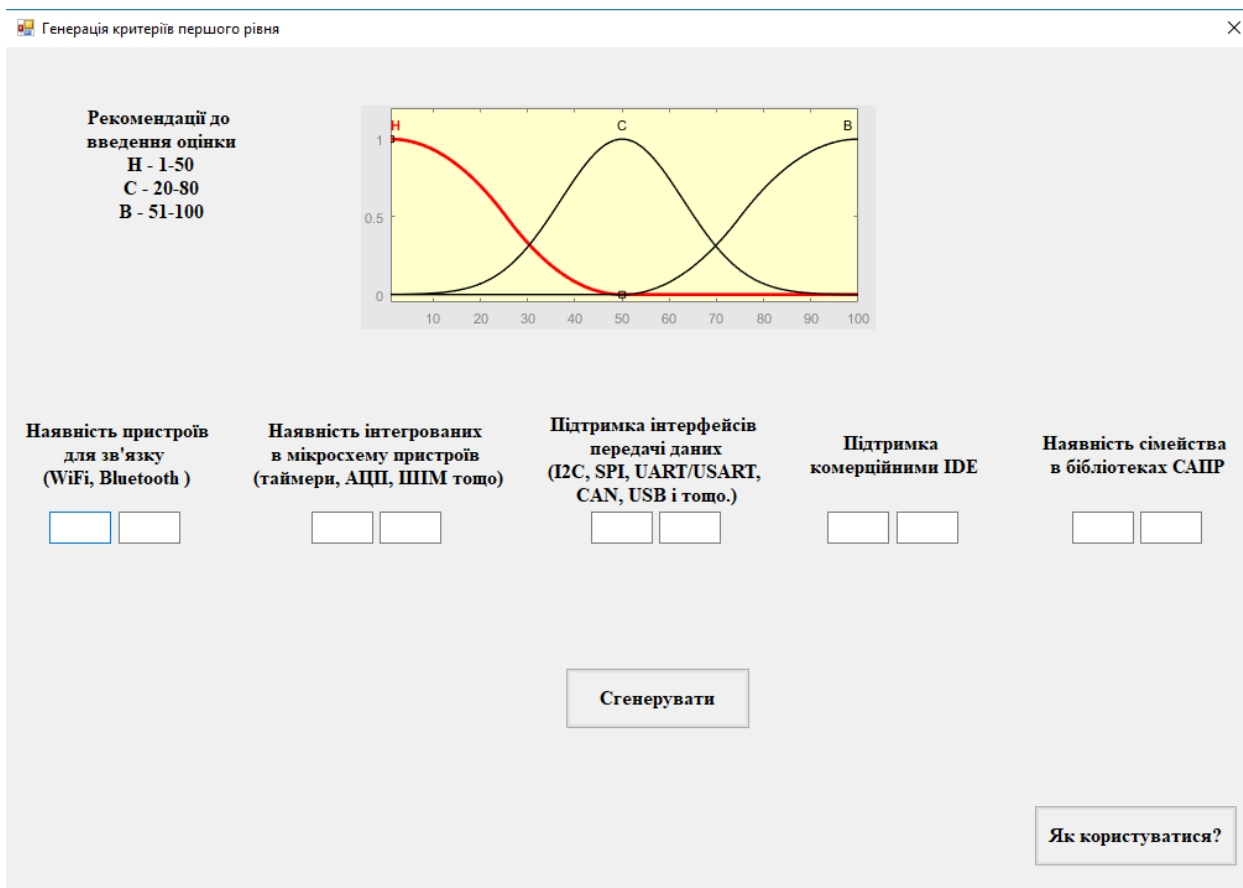 Генерація критеріїв першого рівня
Рекомендації до
введення оцінки
Н - 1-50
С - 20-80
В - 51-100
Н
С
В
1
0.5
0
10 20 30 40 50 60 70 80 90 100
Наявність пристроїв
для зв'язку
(WiFi, Bluetooth )
Наявність інтегрованих
в мікросхему пристроїв
(таймери, АЦП, ШІМ тощо)
Підтримка інтерфейсів
передачі даних
(I2C, SPI, UART/USART,
CAN, USB і тощо.)
Підтримка
комерційними IDE
Наявність сімейства
в бібліотеках САПР
Сгенерувати
Як користуватися?